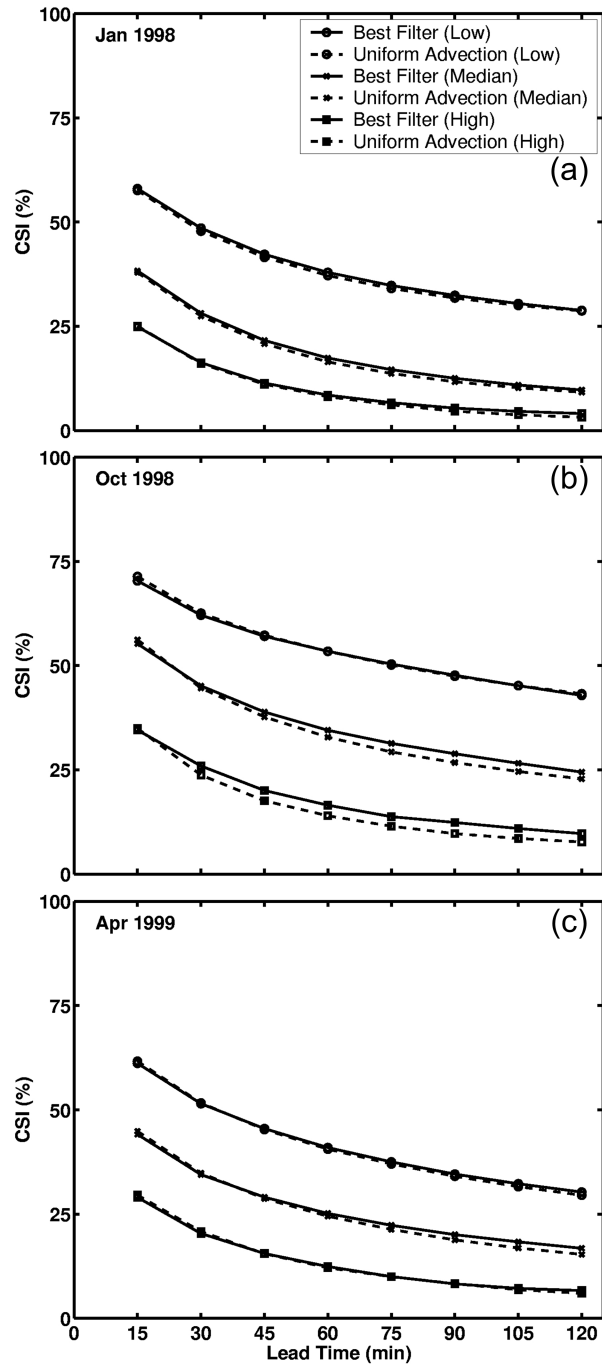 Jan 1998
Best Filter (Low)
Uniform Advection (Low)
Best Filter (Median)
Uniform Advection (Median)
Best Filter (High)
Uniform Advection (High)
(a)
100
75
50
25
0
CSI (%)
Oct 1998
(b)
100
75
50
25
0
CSI (%)
Apr 1999
(c)
100
75
50
25
0
CSI (%)
0 15 30 45 60 75 90 105 120
Lead Time (min)